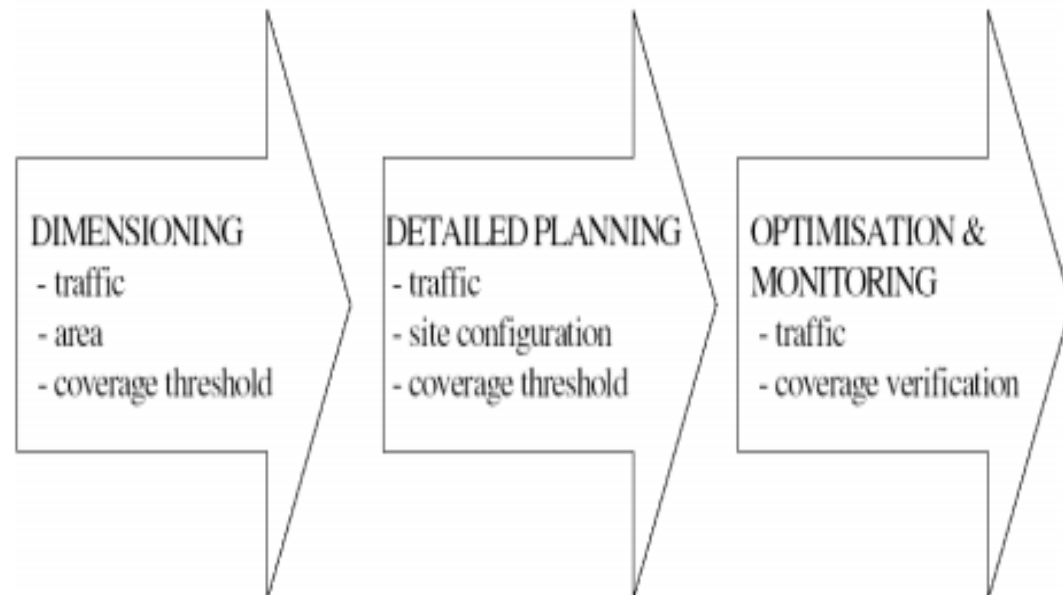 DIMENSIONING
- traffic
- area
- coverage threshold
DETAILED PLANNING
- traffic
- site configuration
- coverage threshold
OPTIMISATION &
MONITORING
- traffic
- coverage verification